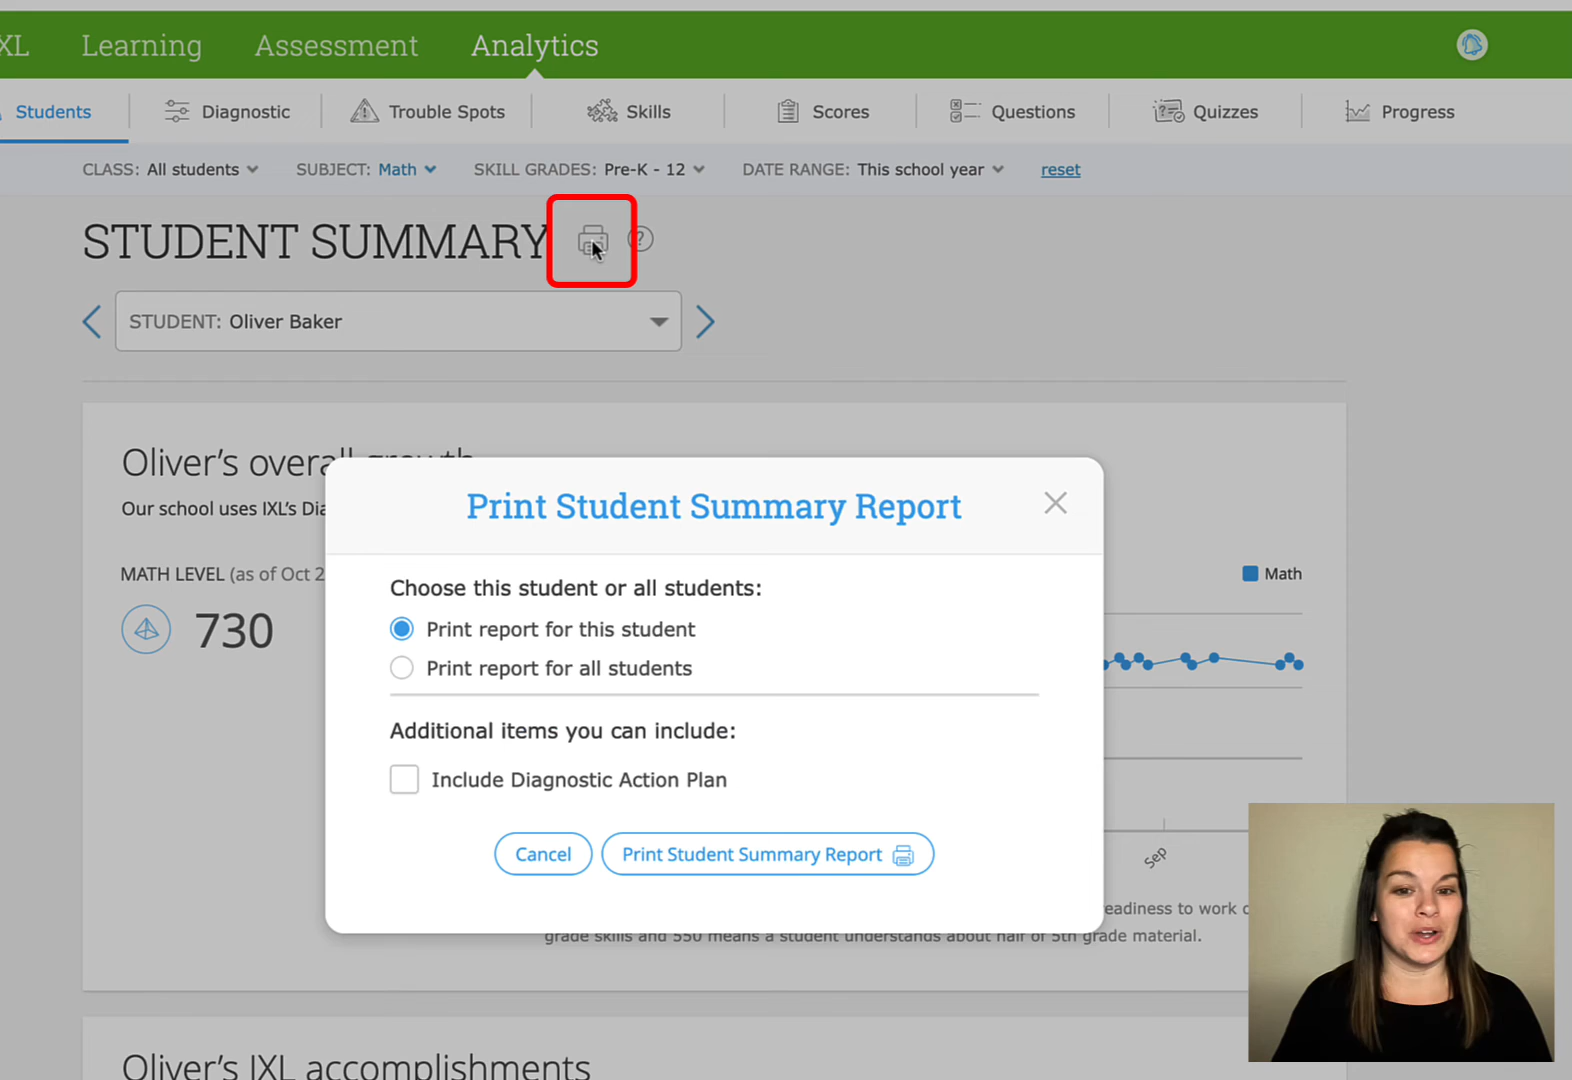 XL Learning Assessment Analytics
Students Diagnostic Trouble Spots Skills Scores Questions Quizzes Progress
CLASS: All students SUBJECT: Math SKILL GRADES: Pre-K - 12 DATE RANGE: This school year reset
STUDENT SUMMARY ?
STUDENT: Oliver Baker
Oliver's overall growth
Our school uses IXL's Dia
MATH LEVEL (as of Oct 2
730
Math
Print Student Summary Report
Choose this student or all students:
Print report for this student
Print report for all students
Additional items you can include:
Include Diagnostic Action Plan
Cancel Print Student Summary Report
Sep
eadiness to work o
grade skills and 550 means a student understands about half of 5th grade material.
Oliver's IXL accomplishments